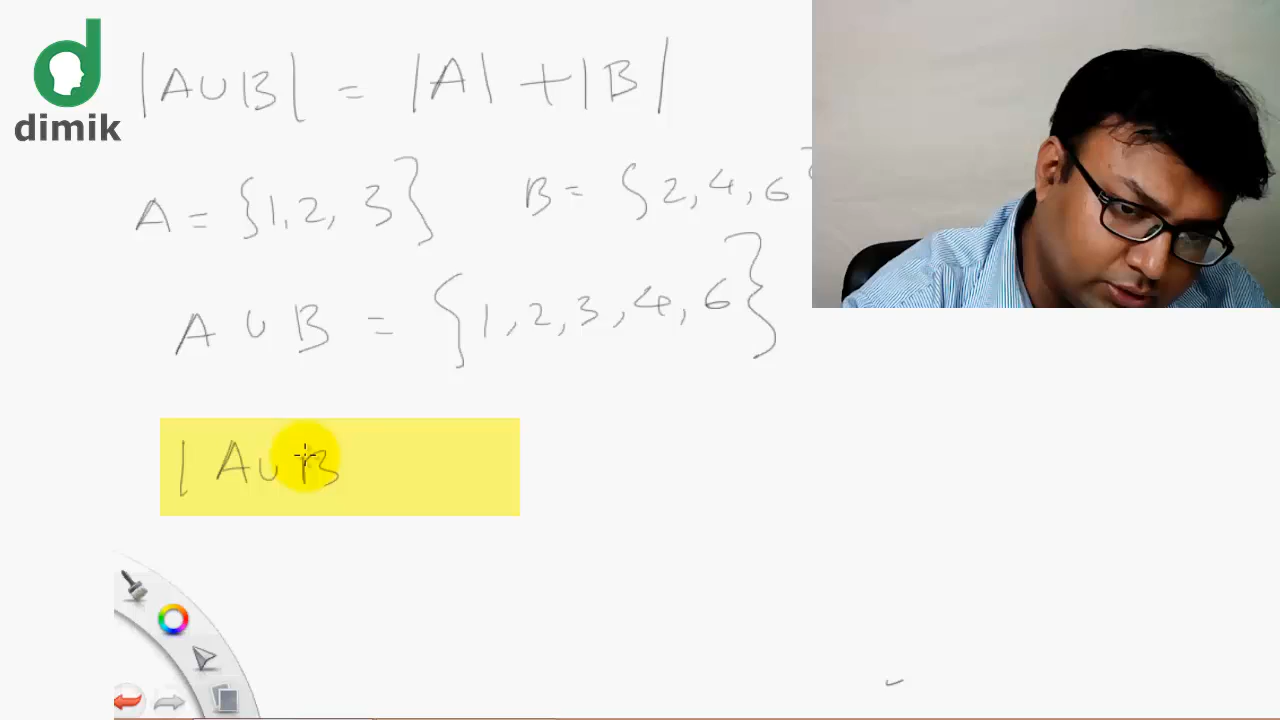 dimik
|A∪B| = |A| + |B|
A = {1, 2, 3} B = {2, 4, 6}
A ∪ B = {1, 2, 3, 4, 6}
| A ∪ B